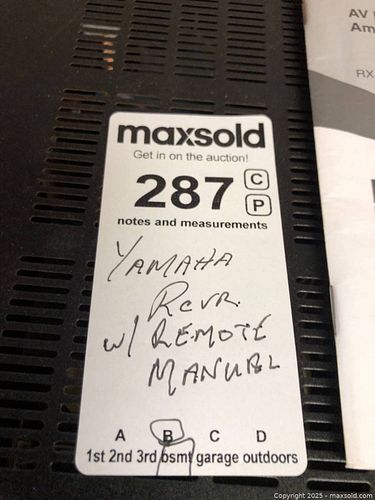 maxsold
Get in on the auction!
287 C
P
notes and measurements
YAMAHA
RCVR.
w/ REMOTE
MANUAL
A B C D
1st 2nd 3rd bsmt garage outdoors
AV
Am
RX
Copyright © 2025 - maxsold.com